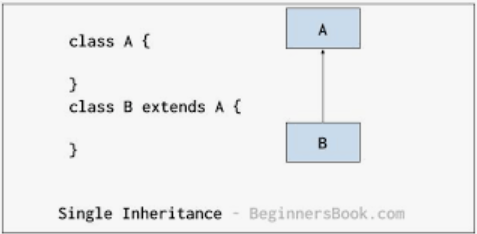 class A {
}
class B extends A {
}
A
B
Single Inheritance - BeginnersBook.com